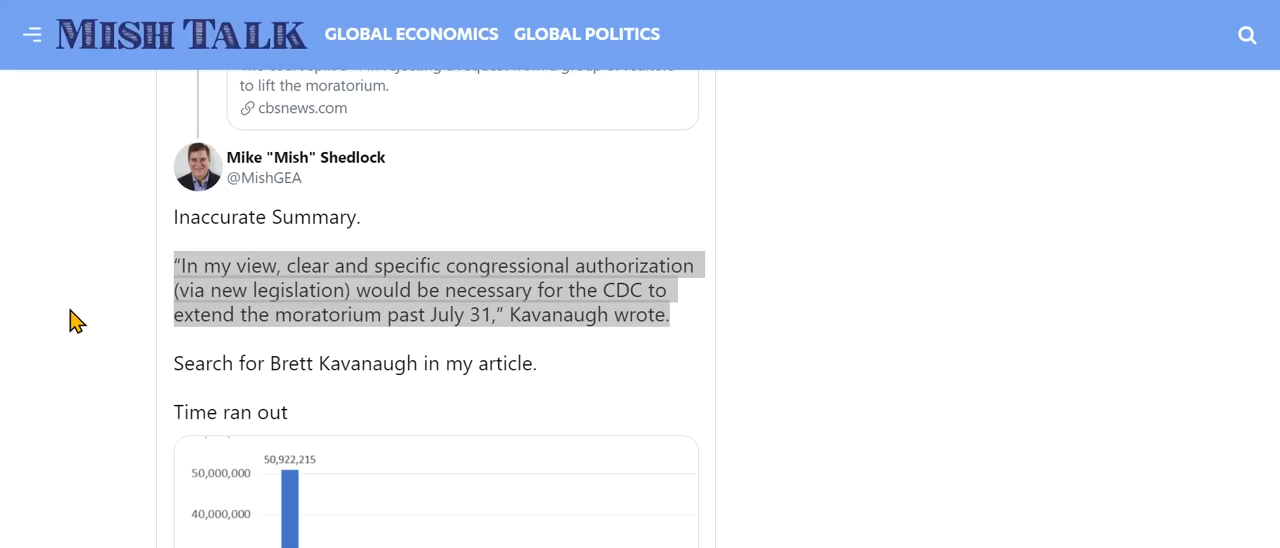 MISH TALK GLOBAL ECONOMICS GLOBAL POLITICS
to lift the moratorium.
cbsnews.com
Mike "Mish" Shedlock
@MishGEA
Inaccurate Summary.
“In my view, clear and specific congressional authorization
(via new legislation) would be necessary for the CDC to
extend the moratorium past July 31,” Kavanaugh wrote.
Search for Brett Kavanaugh in my article.
Time ran out
50,922,215
50,000,000
40,000,000